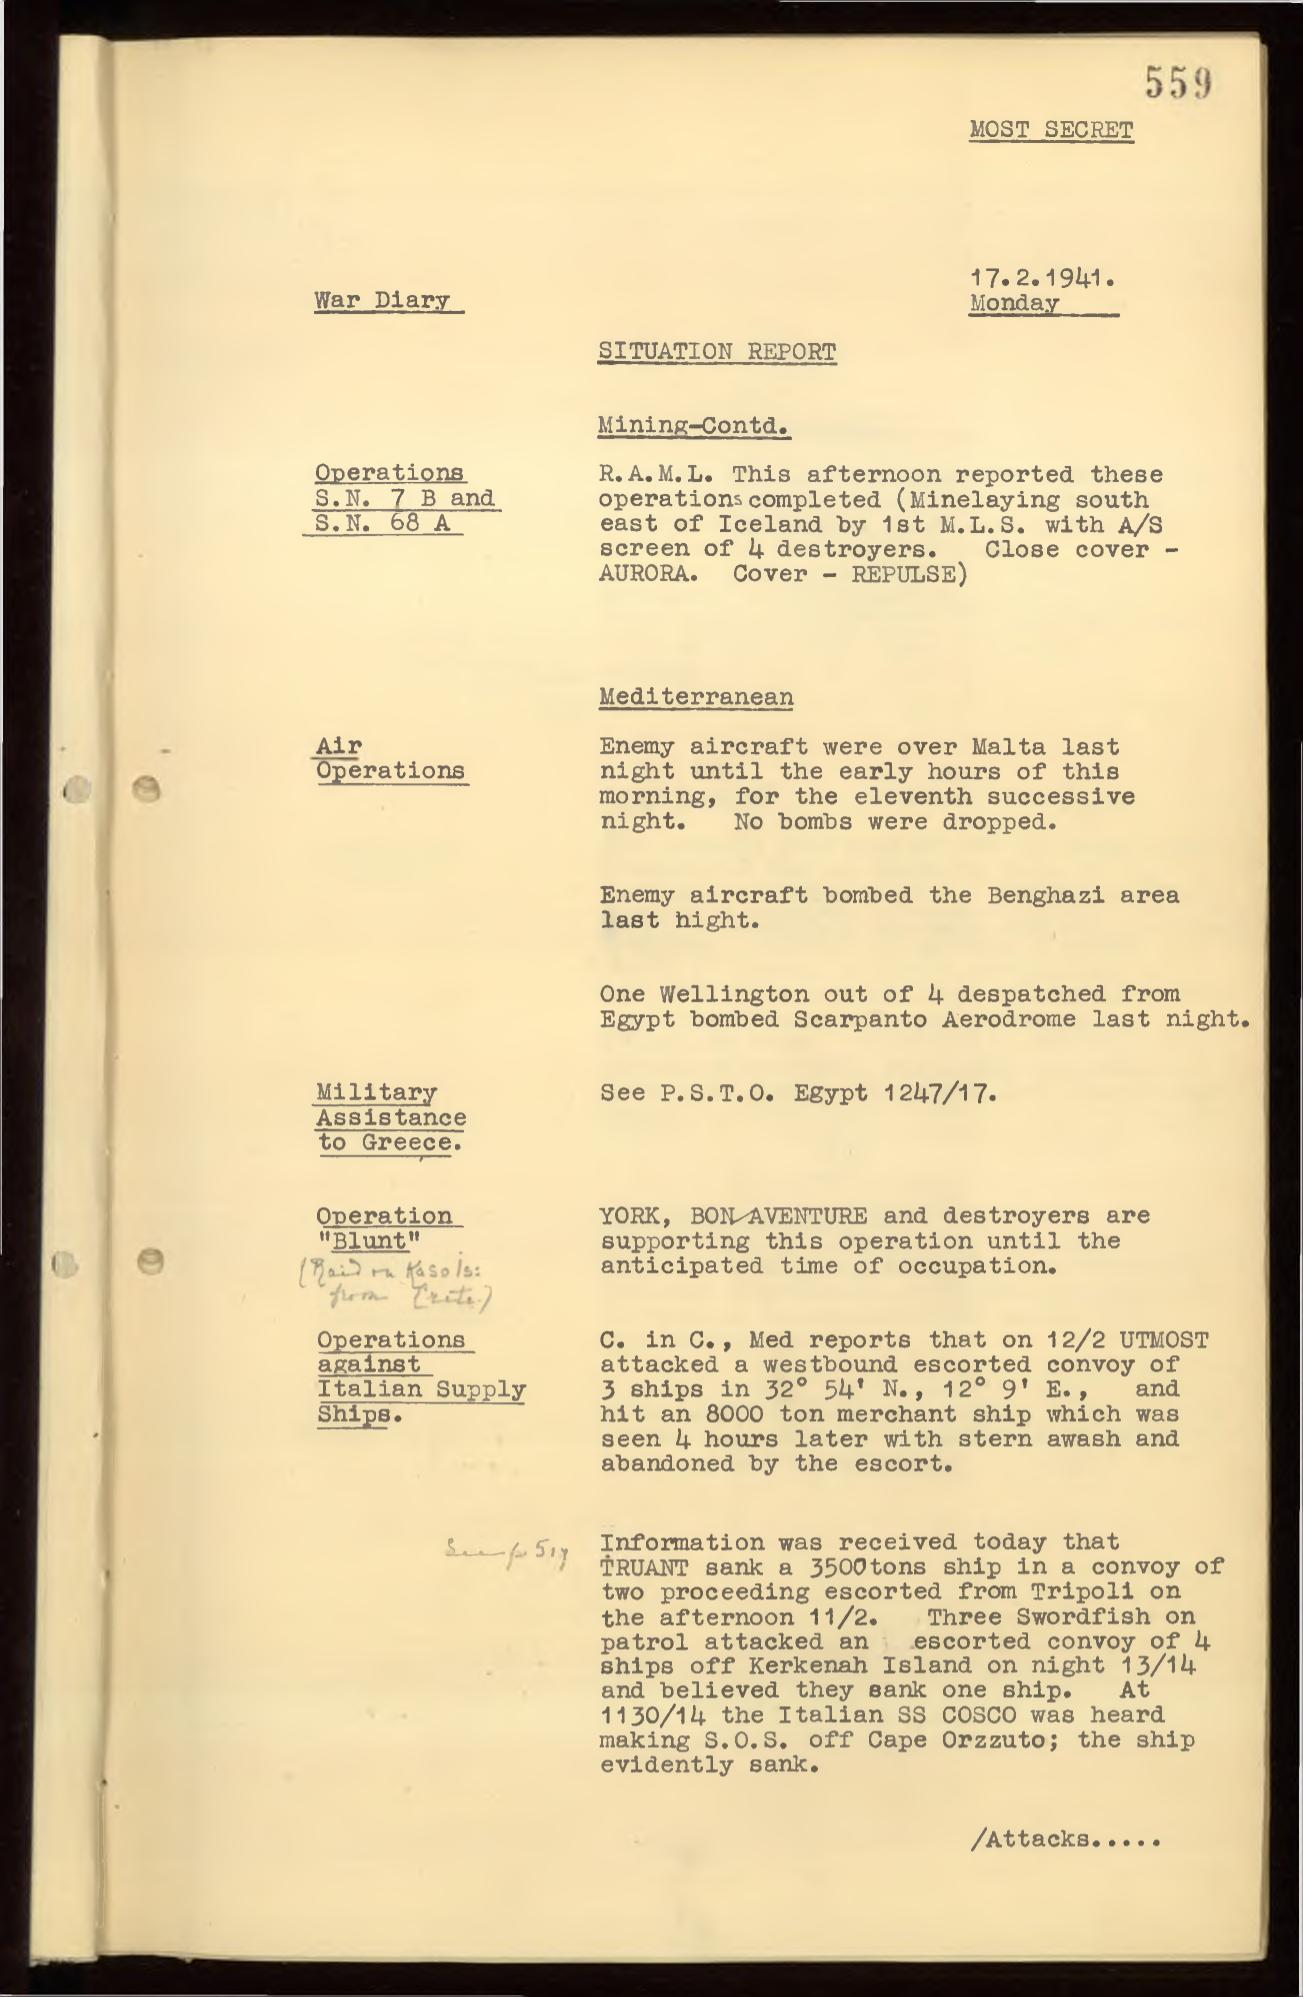 559
MOST SECRET
17.2.1941.
War Diary
Monday
SITUATION REPORT
Mining-Contd.
Operations
S.N. 7 B and
S.N. 68 A
R.A.M.L. This afternoon reported these
operations completed (Minelaying south
east of Iceland by 1st M.L.S. with A/S
screen of 4 destroyers. Close cover -
AURORA. Cover - REPULSE)
Mediterranean
Air
Operations
Enemy aircraft were over Malta last
night until the early hours of this
morning, for the eleventh successive
night. No bombs were dropped.
Enemy aircraft bombed the Benghazi area
last hight.
One Wellington out of 4 despatched from
Egypt bombed Scarpanto Aerodrome last night.
Military
Assistance
to Greece.
See P.S.T.O. Egypt 1247/17.
Operation
"Blunt"
(Raid on Kaso Is:
from Crete.)
YORK, BONAVENTURE and destroyers are
supporting this operation until the
anticipated time of occupation.
Operations
against
Italian Supply
Ships.
C. in C., Med reports that on 12/2 UTMOST
attacked a westbound escorted convoy of
3 ships in 32° 54' N., 12° 9' E., and
hit an 8000 ton merchant ship which was
seen 4 hours later with stern awash and
abandoned by the escort.
See p
Information was received today that
TRUANT sank a 3500tons ship in a convoy of
two proceeding escorted from Tripoli on
the afternoon 11/2. Three Swordfish on
patrol attacked an escorted convoy of 4
ships off Kerkenah Island on night 13/14
and believed they sank one ship. At
1130/14 the Italian SS COSCO was heard
making S.O.S. off Cape Orzzuto; the ship
evidently sank.
/Attacks.....